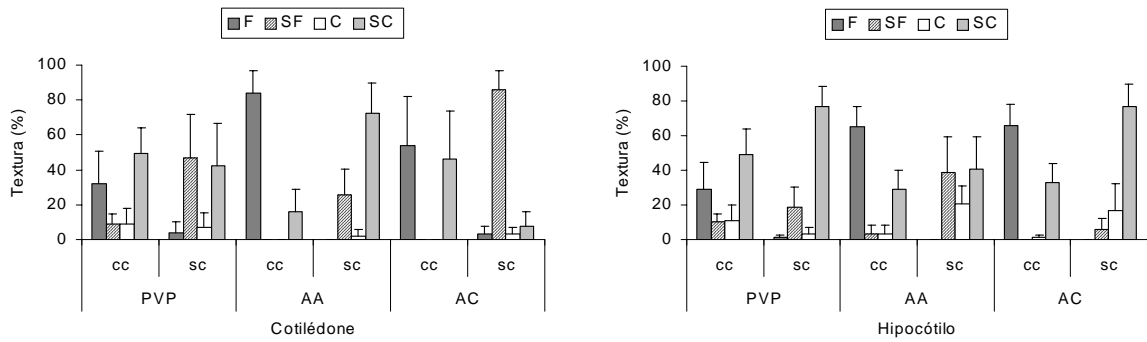 F SF C SC
100
80
60
40
20
0
Textura (%)
cc sc cc sc cc sc
PVP AA AC
Cotilédone
F SF C SC
100
80
60
40
20
0
Textura (%)
cc sc cc sc cc sc
PVP AA AC
Hipocótilo